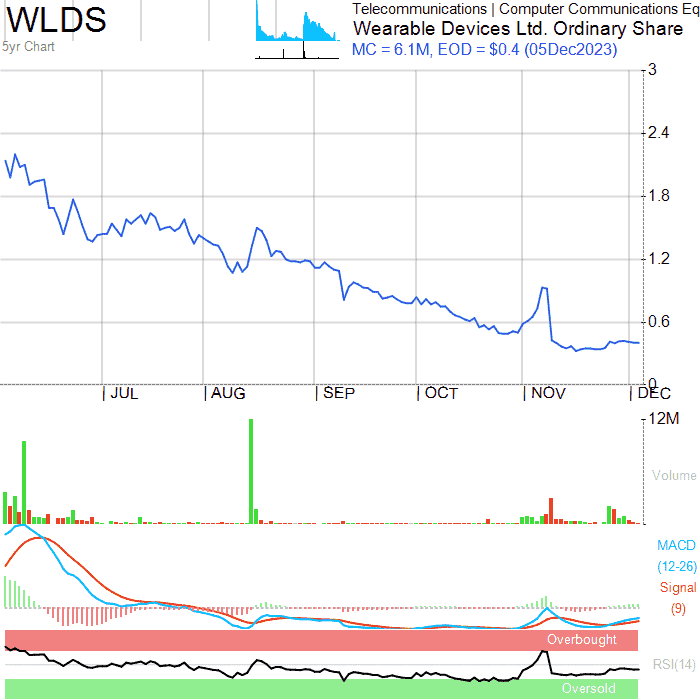 WLDS
5yr Chart
Telecommunications | Computer Communications Eq
Wearable Devices Ltd. Ordinary Share
MC = 6.1M, EOD = $0.4 (05Dec2023)
3
2.4
1.8
1.2
0.6
0
| JUL | AUG | SEP | OCT | NOV | DEC
12M
Volume
MACD
(12-26)
Signal
(9)
Overbought
RSI(14)
Oversold